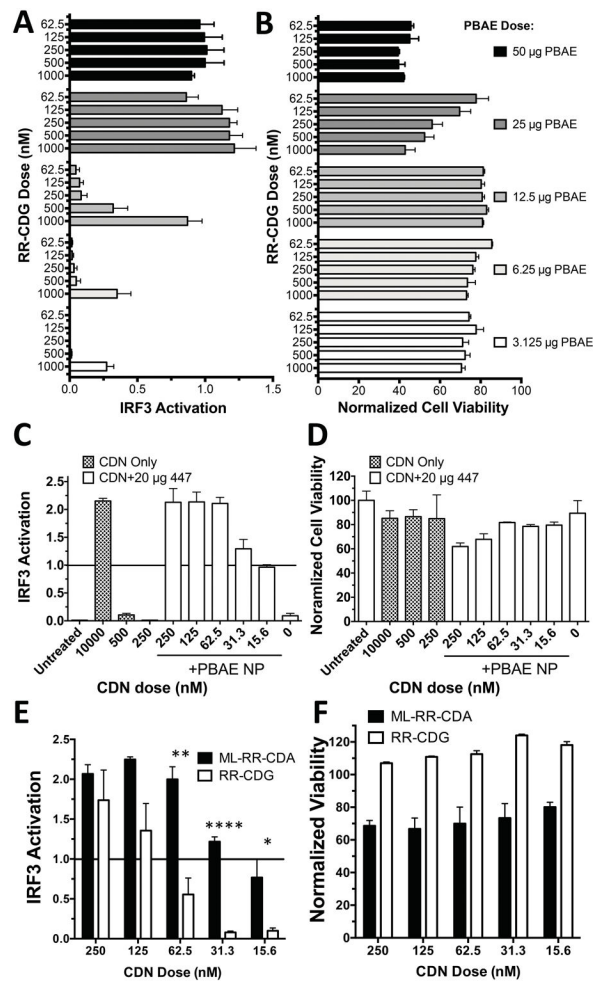 A
RR-CDG Dose (nM)
62.5
125
250
500
1000
62.5
125
250
500
1000
62.5
125
250
500
1000
62.5
125
250
500
1000
62.5
125
250
500
1000
0.0 0.5 1.0 1.5
IRF3 Activation
B
62.5
125
250
500
1000
62.5
125
250
500
1000
62.5
125
250
500
1000
62.5
125
250
500
1000
62.5
125
250
500
1000
0 20 40 60 80 100
Normalized Cell Viability
PBAE Dose:
50 µg PBAE
25 µg PBAE
12.5 µg PBAE
6.25 µg PBAE
3.125 µg PBAE
C
CDN Only
CDN+20 µg 447
IRF3 Activation
2.5
2.0
1.5
1.0
0.5
0.0
Untreated 10000 500 250 250 125 62.5 31.3 15.6 0
+PBAE NP
CDN dose (nM)
D
CDN Only
CDN+20 µg 447
Noramlized Cell Viability
120
100
80
60
40
20
0
Untreated 10000 500 250 250 125 62.5 31.3 15.6 0
+PBAE NP
CDN dose (nM)
E
ML-RR-CDA
RR-CDG
** **** *
IRF3 Activation
2.5
2.0
1.5
1.0
0.5
0.0
250 125 62.5 31.3 15.6
CDN Dose (nM)
F
ML-RR-CDA
RR-CDG
Normalized Viability
120
100
80
60
40
20
0
250 125 62.5 31.3 15.6
CDN Dose (nM)